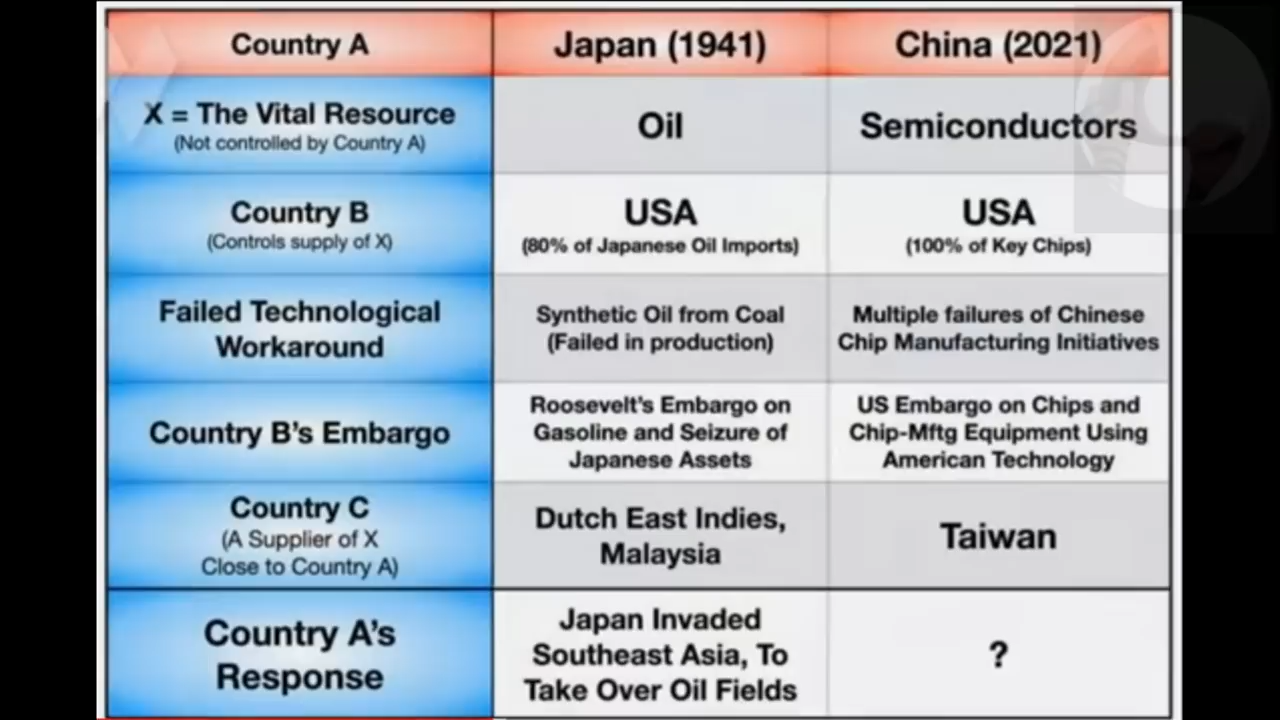 Country A
Japan (1941)
China (2021)
X = The Vital Resource
(Not controlled by Country A)
Oil
Semiconductors
Country B
(Controls supply of X)
USA
(80% of Japanese Oil Imports)
USA
(100% of Key Chips)
Failed Technological
Workaround
Synthetic Oil from Coal
(Failed in production)
Multiple failures of Chinese
Chip Manufacturing Initiatives
Country B's Embargo
Roosevelt's Embargo on
Gasoline and Seizure of
Japanese Assets
US Embargo on Chips and
Chip-Mftg Equipment Using
American Technology
Country C
(A Supplier of X
Close to Country A)
Dutch East Indies,
Malaysia
Taiwan
Country A's
Response
Japan Invaded
Southeast Asia, To
Take Over Oil Fields
?